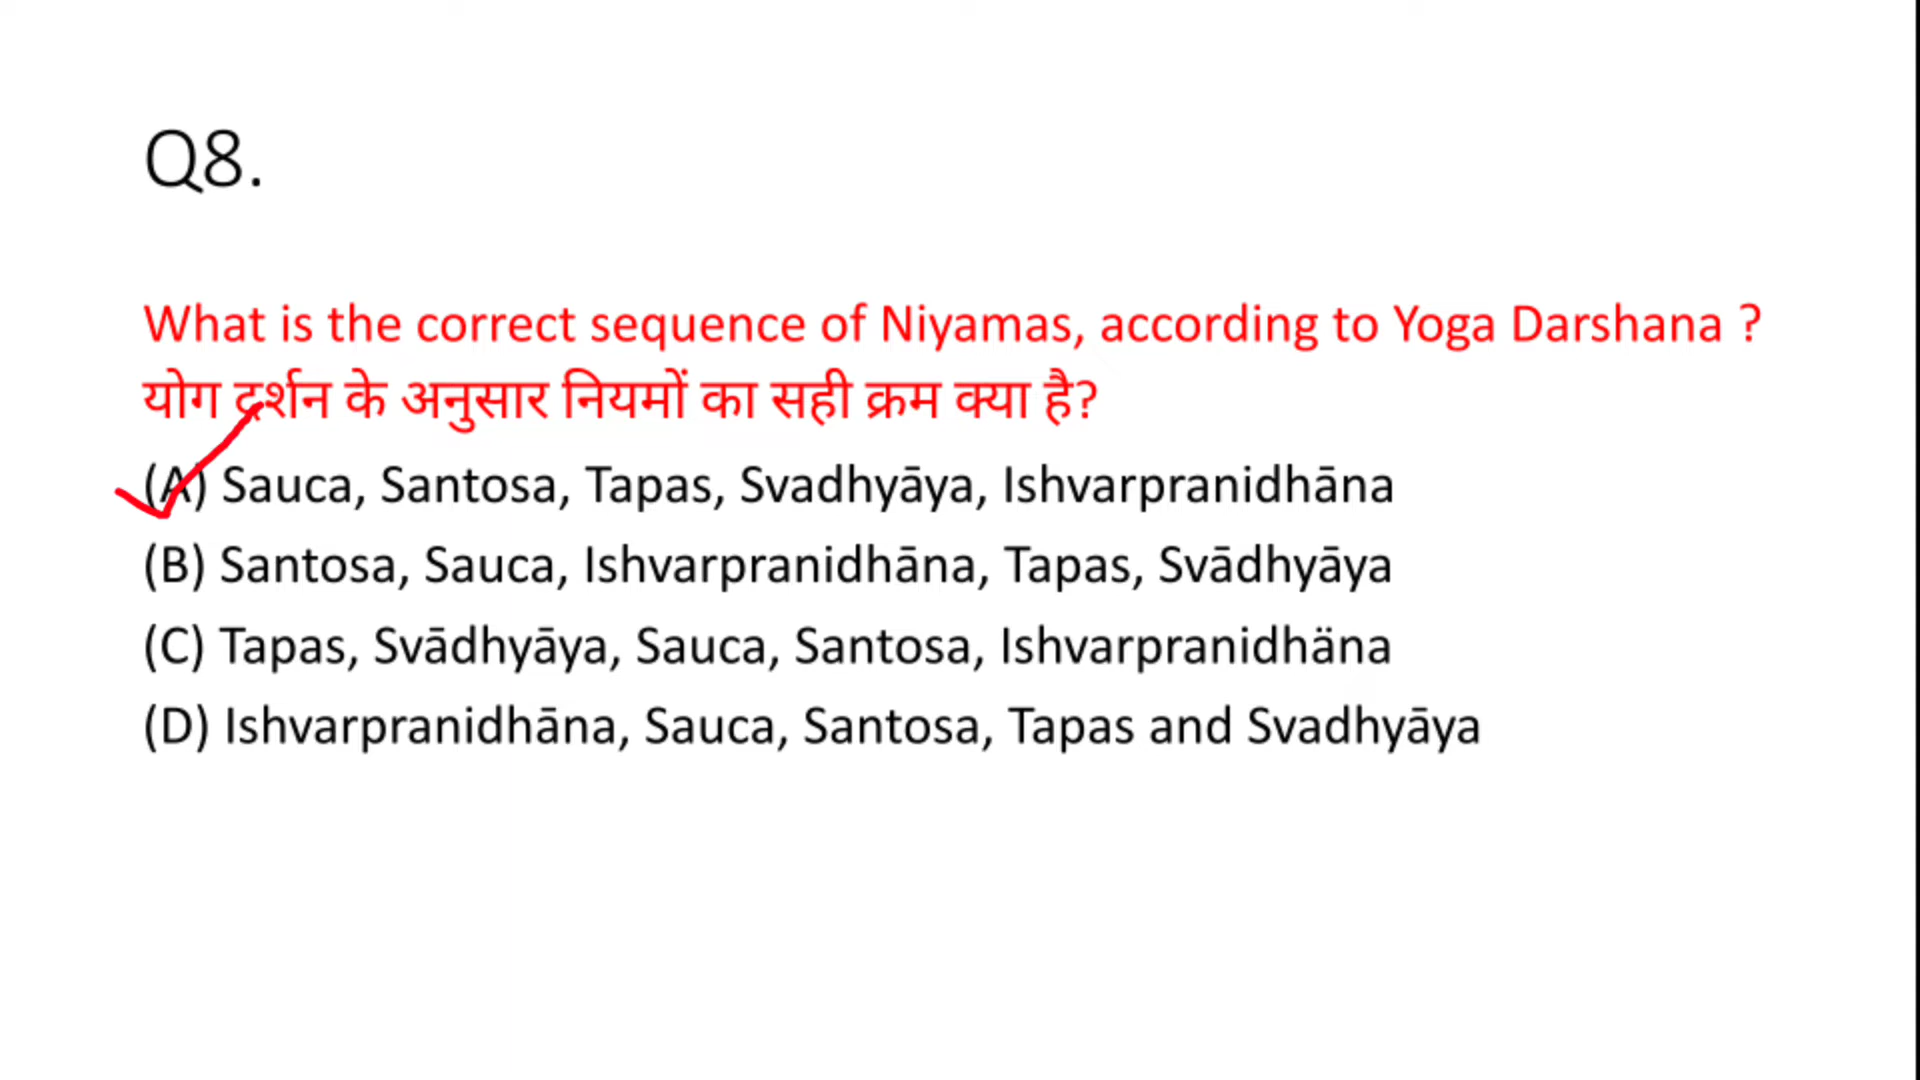 Q8.
What is the correct sequence of Niyamas, according to Yoga Darshana ?
योग दर्शन के अनुसार नियमों का सही क्रम क्या है?
(A) Sauca, Santosa, Tapas, Svadhyāya, Ishvarpranidhāna
(B) Santosa, Sauca, Ishvarpranidhāna, Tapas, Svādhyāya
(C) Tapas, Svādhyāya, Sauca, Santosa, Ishvarpranidhäna
(D) Ishvarpranidhāna, Sauca, Santosa, Tapas and Svadhyāya